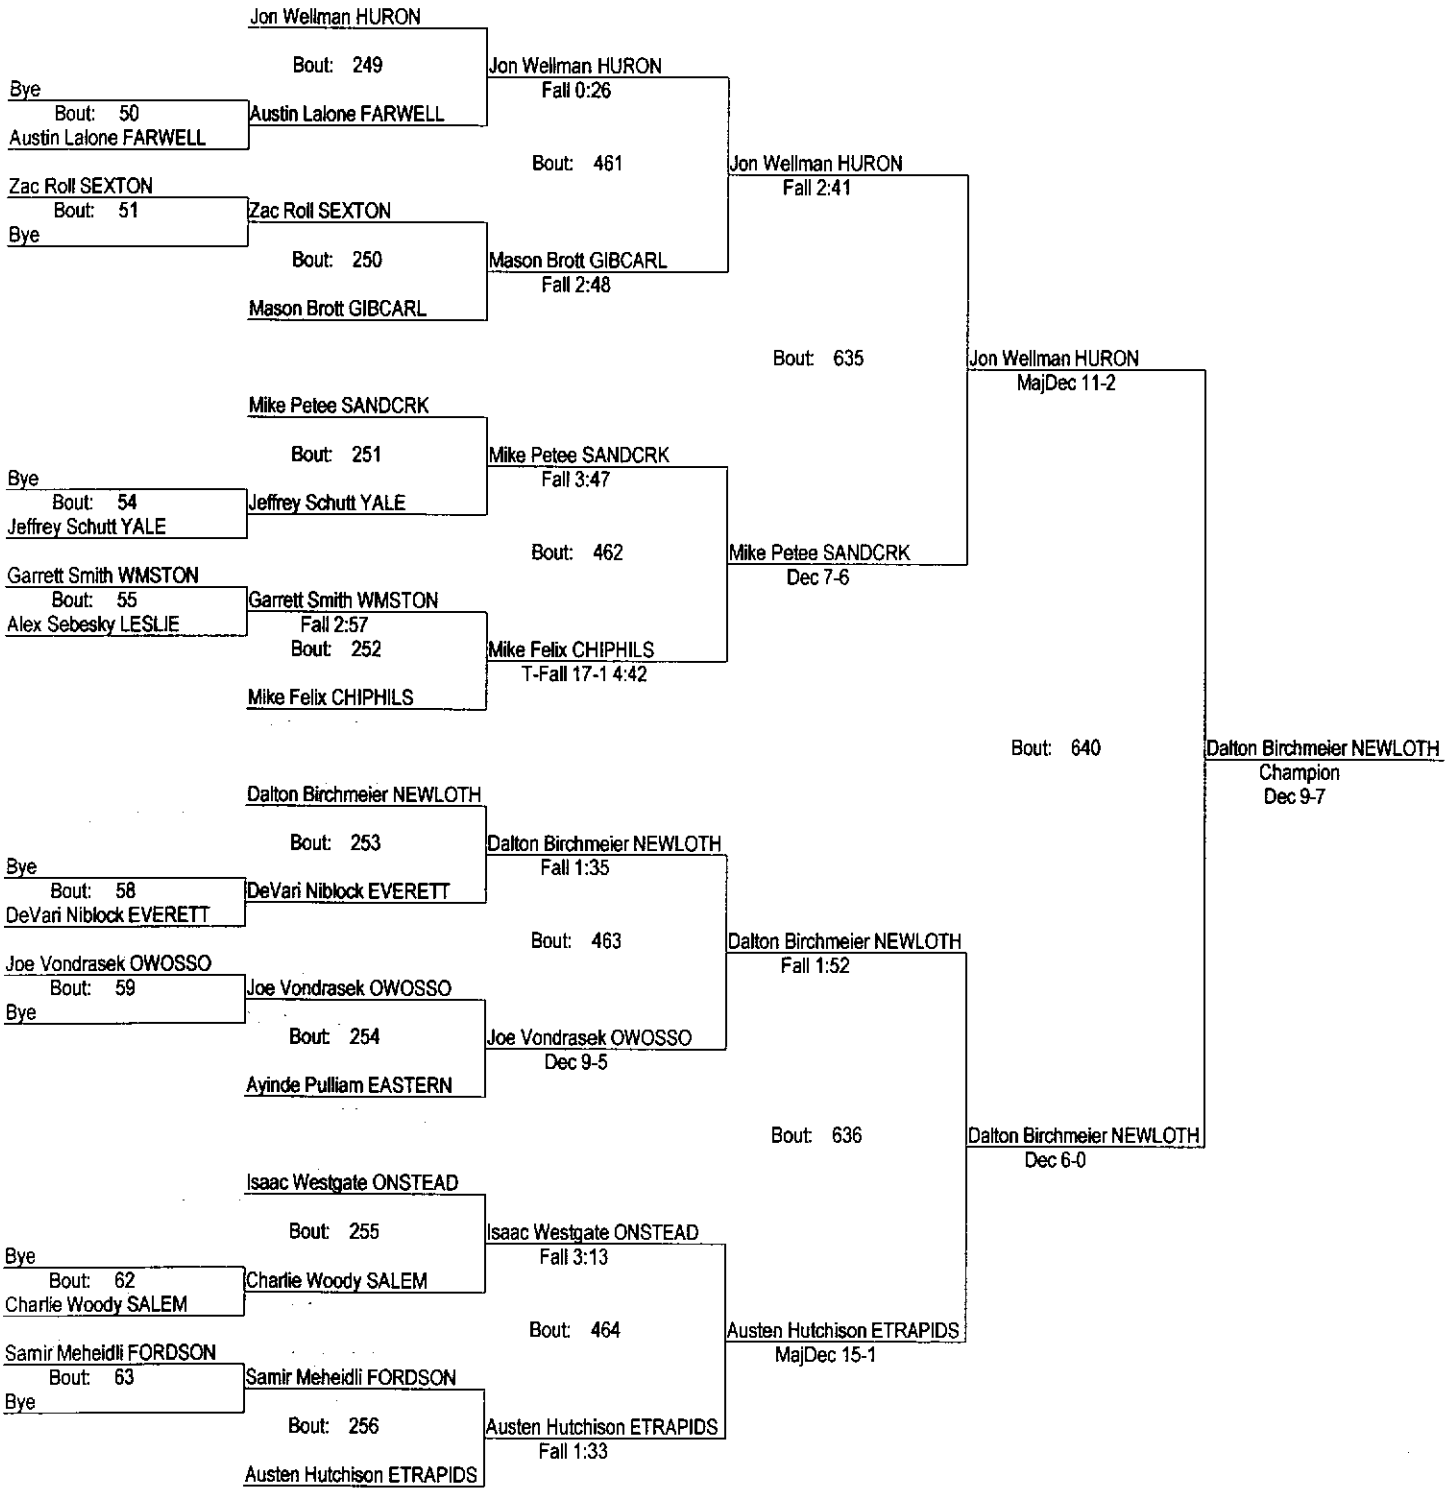 Jon Wellman HURON
Bout: 249
Jon Wellman HURON
Fall 0:26
Bye
Bout: 50
Austin Lalone FARWELL
Austin Lalone FARWELL
Bout: 461
Jon Wellman HURON
Fall 2:41
Zac Roll SEXTON
Bout: 51
Bye
Zac Roll SEXTON
Bout: 250
Mason Brott GIBCARL
Fall 2:48
Mason Brott GIBCARL
Bout: 635
Jon Wellman HURON
MajDec 11-2
Mike Petee SANDCRK
Bout: 251
Mike Petee SANDCRK
Fall 3:47
Bye
Bout: 54
Jeffrey Schutt YALE
Jeffrey Schutt YALE
Bout: 462
Mike Petee SANDCRK
Dec 7-6
Garrett Smith WMSTON
Bout: 55
Alex Sebesky LESLIE
Garrett Smith WMSTON
Fall 2:57
Bout: 252
Mike Felix CHIPHILS
T-Fall 17-1 4:42
Mike Felix CHIPHILS
Bout: 640
Dalton Birchmeier NEWLOTH
Champion
Dec 9-7
Dalton Birchmeier NEWLOTH
Bout: 253
Dalton Birchmeier NEWLOTH
Fall 1:35
Bye
Bout: 58
DeVari Niblock EVERETT
DeVari Niblock EVERETT
Bout: 463
Dalton Birchmeier NEWLOTH
Fall 1:52
Joe Vondrasek OWOSSO
Bout: 59
Bye
Joe Vondrasek OWOSSO
Bout: 254
Joe Vondrasek OWOSSO
Dec 9-5
Ayinde Pulliam EASTERN
Bout: 636
Dalton Birchmeier NEWLOTH
Dec 6-0
Isaac Westgate ONSTEAD
Bout: 255
Isaac Westgate ONSTEAD
Fall 3:13
Bye
Bout: 62
Charlie Woody SALEM
Charlie Woody SALEM
Bout: 464
Austen Hutchison ETRAPIDS
MajDec 15-1
Samir Meheidli FORDSON
Bout: 63
Bye
Samir Meheidli FORDSON
Bout: 256
Austen Hutchison ETRAPIDS
Fall 1:33
Austen Hutchison ETRAPIDS